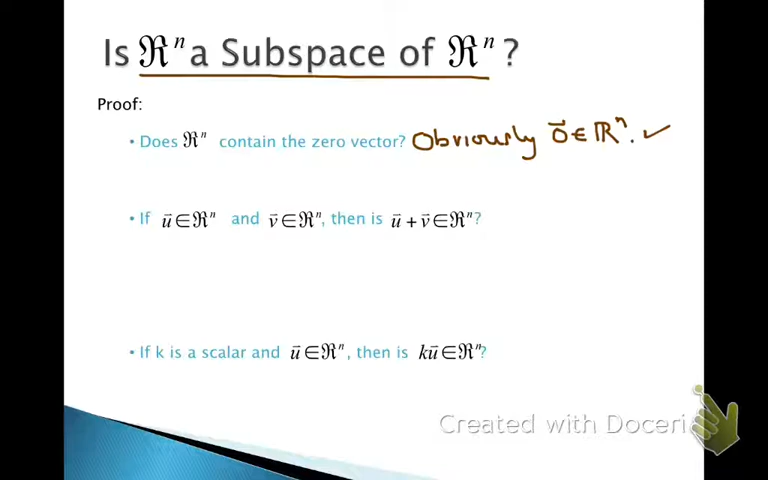 Is ℜⁿ a Subspace of ℜⁿ ?
Proof:
• Does ℜⁿ contain the zero vector? Obviously 0⃗ ∈ ℝⁿ. ✓
• If u⃗ ∈ ℜⁿ and v⃗ ∈ ℜⁿ, then is u⃗ + v⃗ ∈ ℜⁿ?
• If k is a scalar and u⃗ ∈ ℜⁿ, then is ku⃗ ∈ ℜⁿ?
Created with Doceri